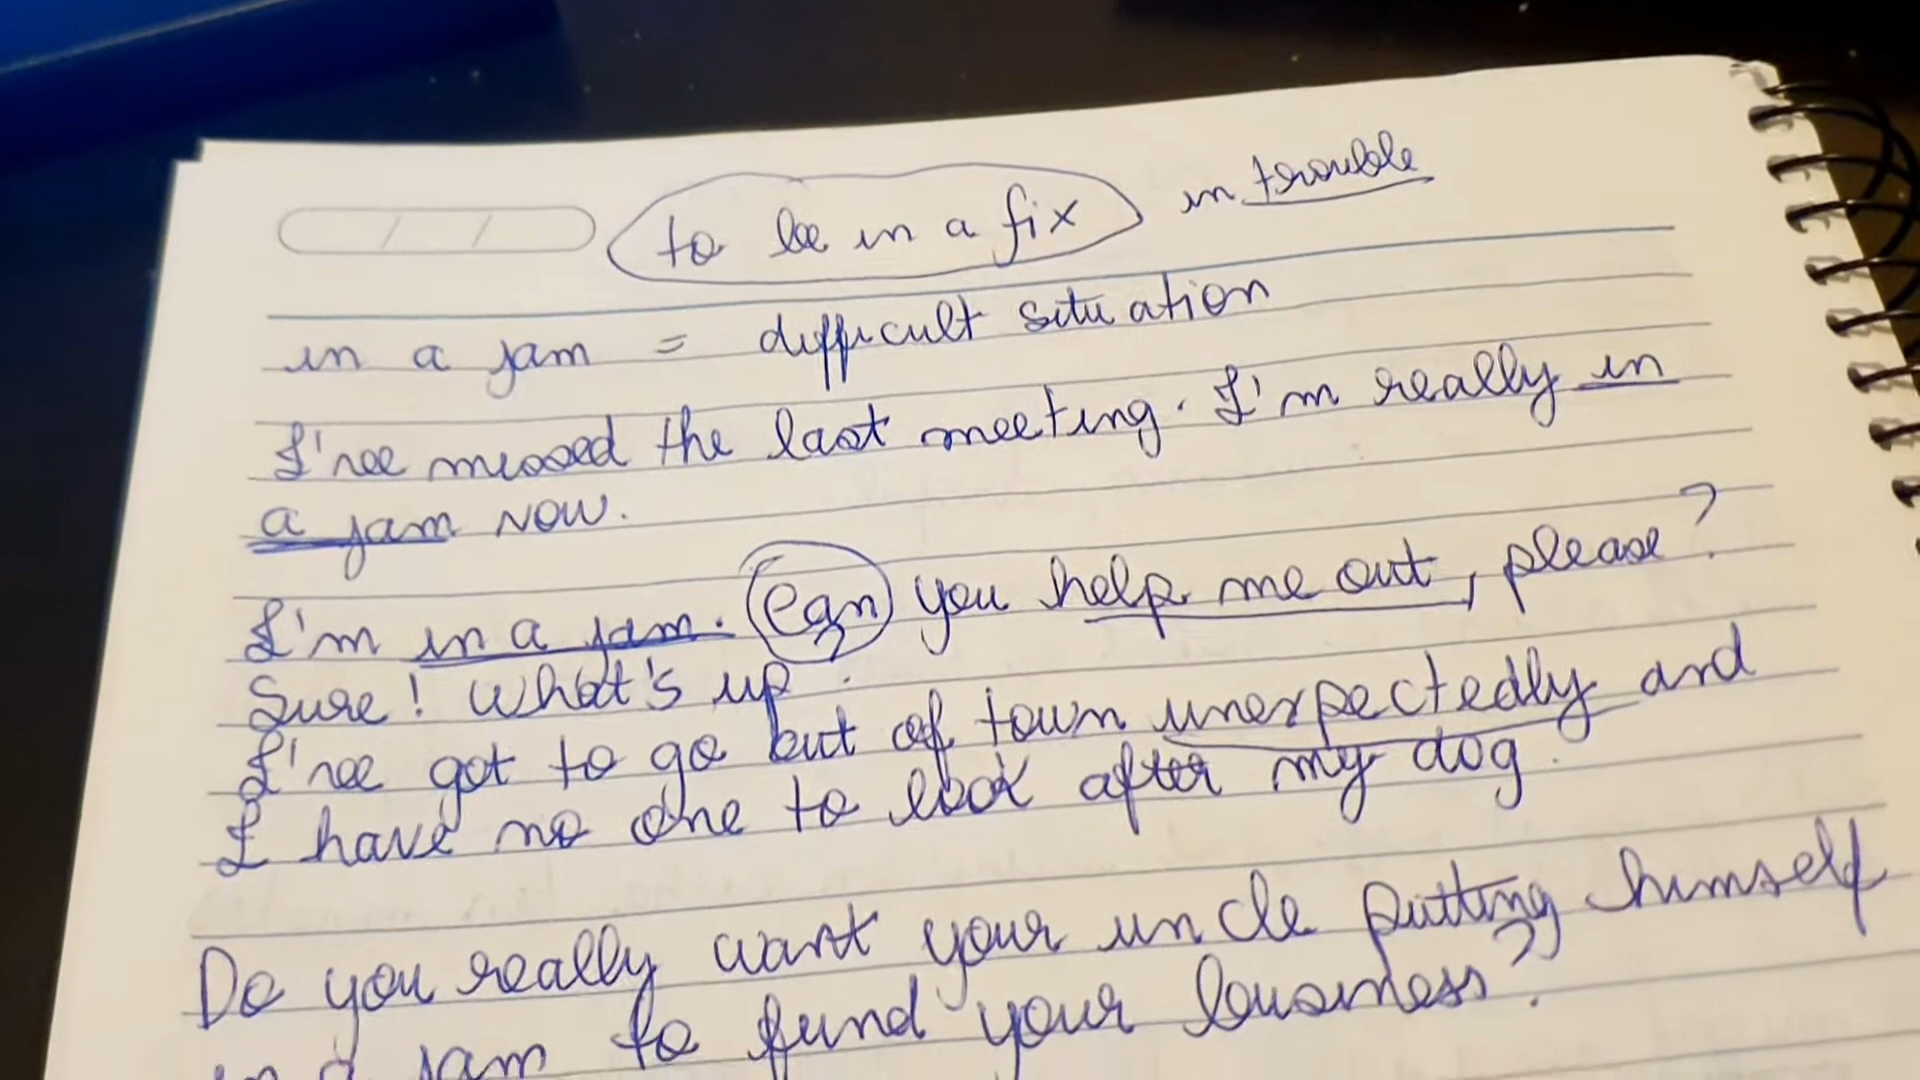 to be in a fix in trouble
in a jam = difficult situation
I've missed the last meeting. I'm really in
a jam now.
I'm in a jam. Can you help me out, please?
Sure! What's up?
I've got to go out of town unexpectedly and
I have no one to look after my dog.
Do you really want your uncle putting himself
in a jam to fund your business?